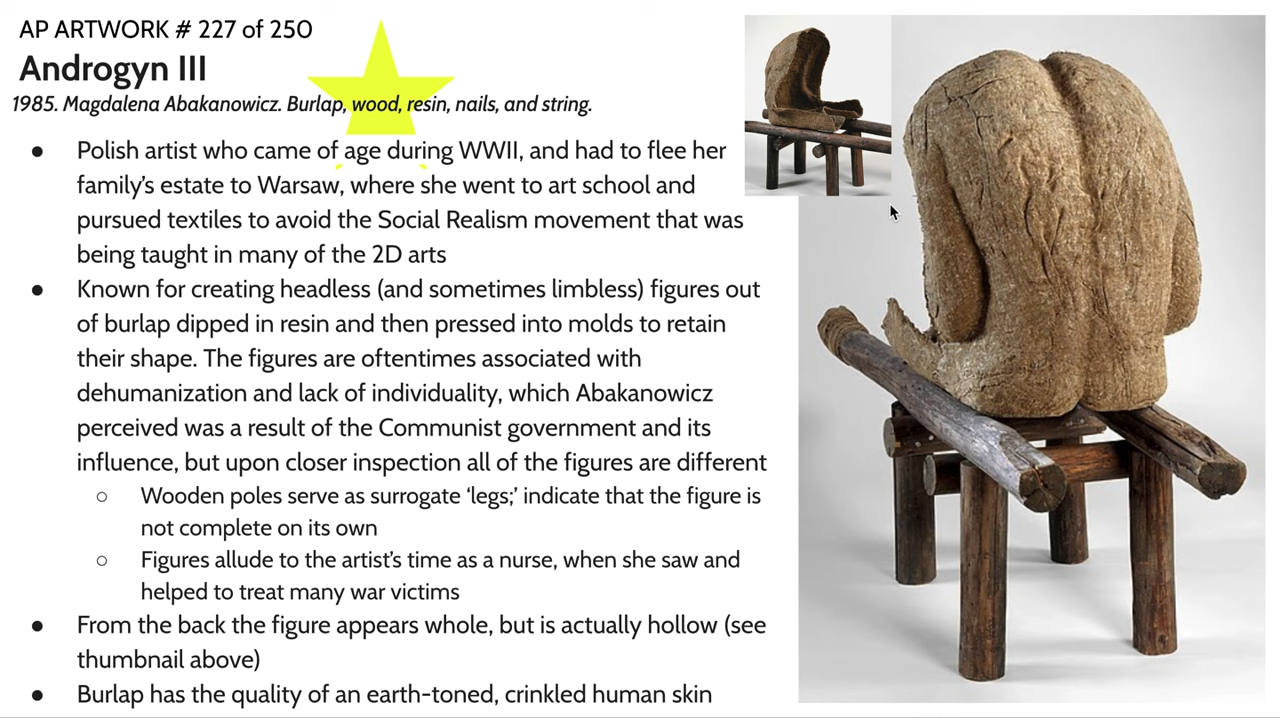 AP ARTWORK # 227 of 250
Androgyn III
1985. Magdalena Abakanowicz. Burlap, wood, resin, nails, and string.
● Polish artist who came of age during WWII, and had to flee her
family’s estate to Warsaw, where she went to art school and
pursued textiles to avoid the Social Realism movement that was
being taught in many of the 2D arts
● Known for creating headless (and sometimes limbless) figures out
of burlap dipped in resin and then pressed into molds to retain
their shape. The figures are oftentimes associated with
dehumanization and lack of individuality, which Abakanowicz
perceived was a result of the Communist government and its
influence, but upon closer inspection all of the figures are different
○ Wooden poles serve as surrogate ‘legs;’ indicate that the figure is
not complete on its own
○ Figures allude to the artist’s time as a nurse, when she saw and
helped to treat many war victims
● From the back the figure appears whole, but is actually hollow (see
thumbnail above)
● Burlap has the quality of an earth-toned, crinkled human skin